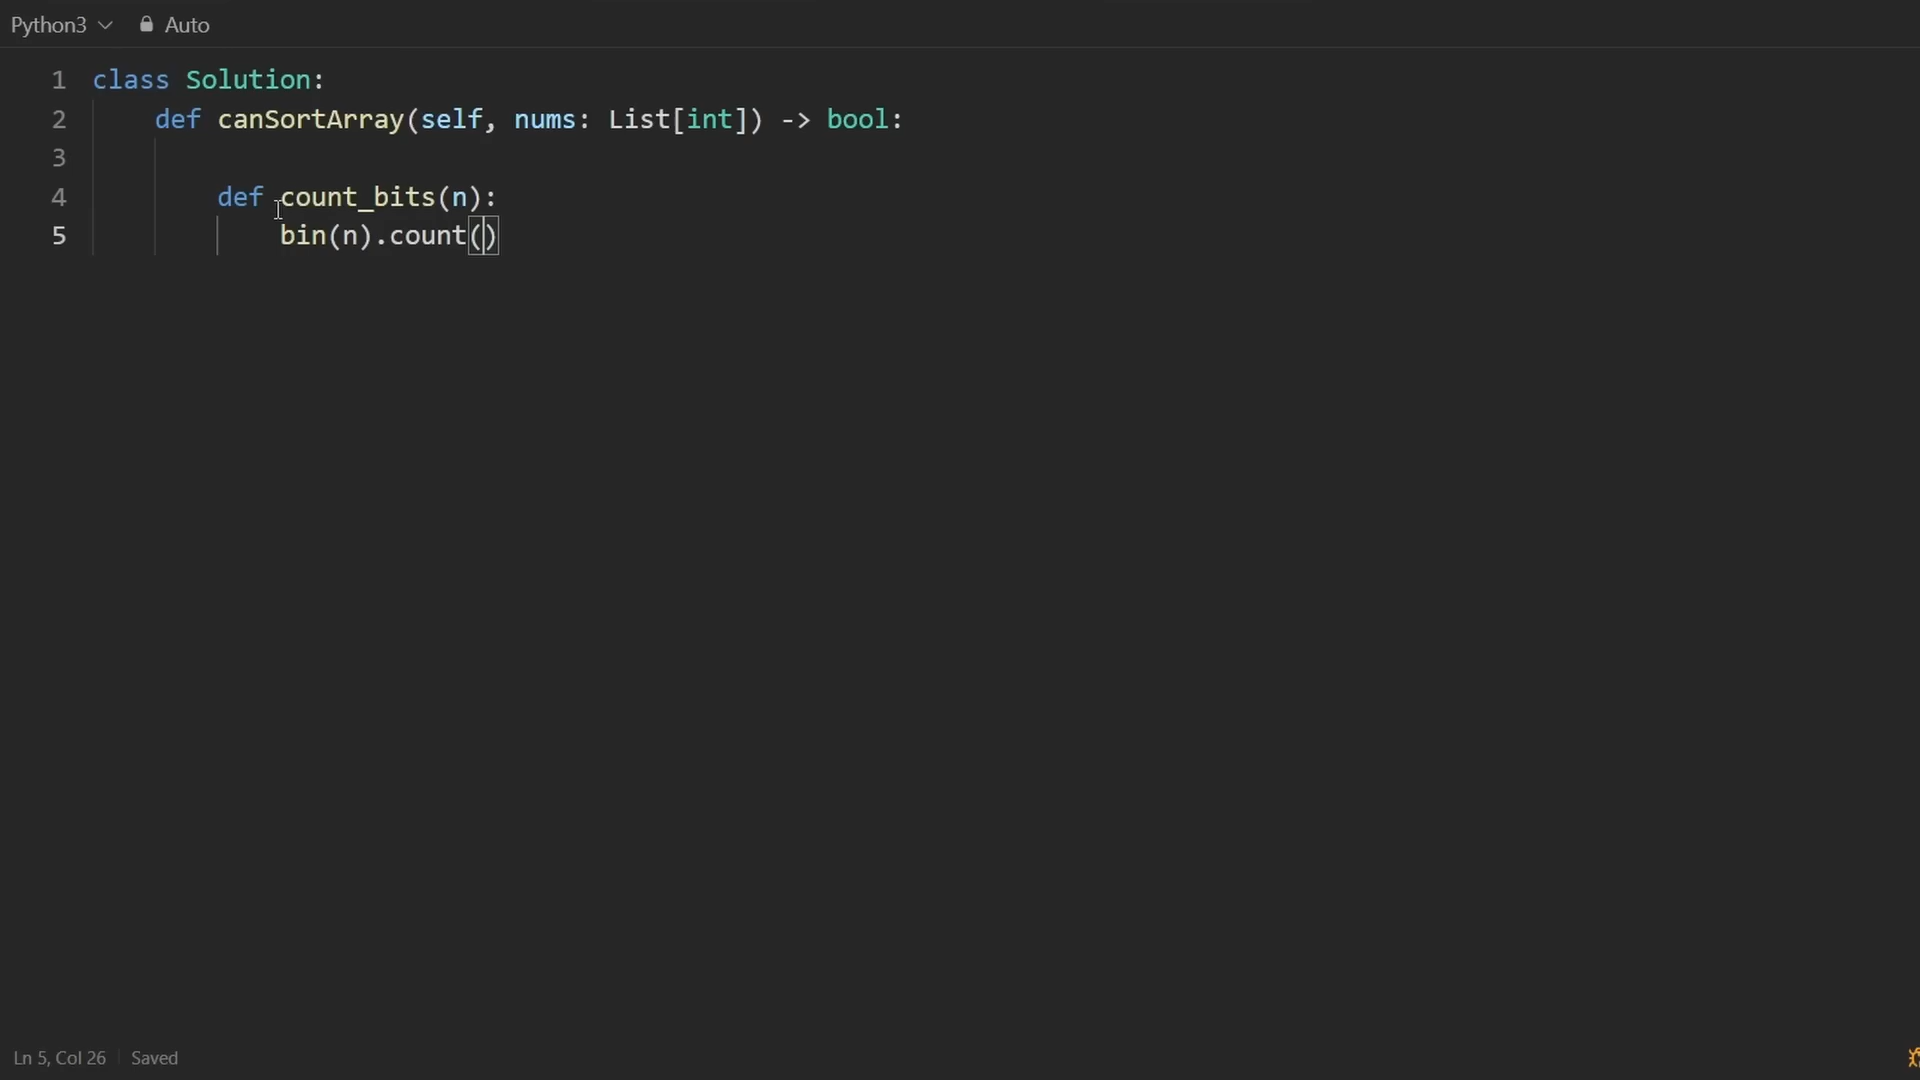 Python3 Auto
1 class Solution:
2 def canSortArray(self, nums: List[int]) -> bool:
3
4 def count_bits(n):
5 bin(n).count()
Ln 5, Col 26 Saved